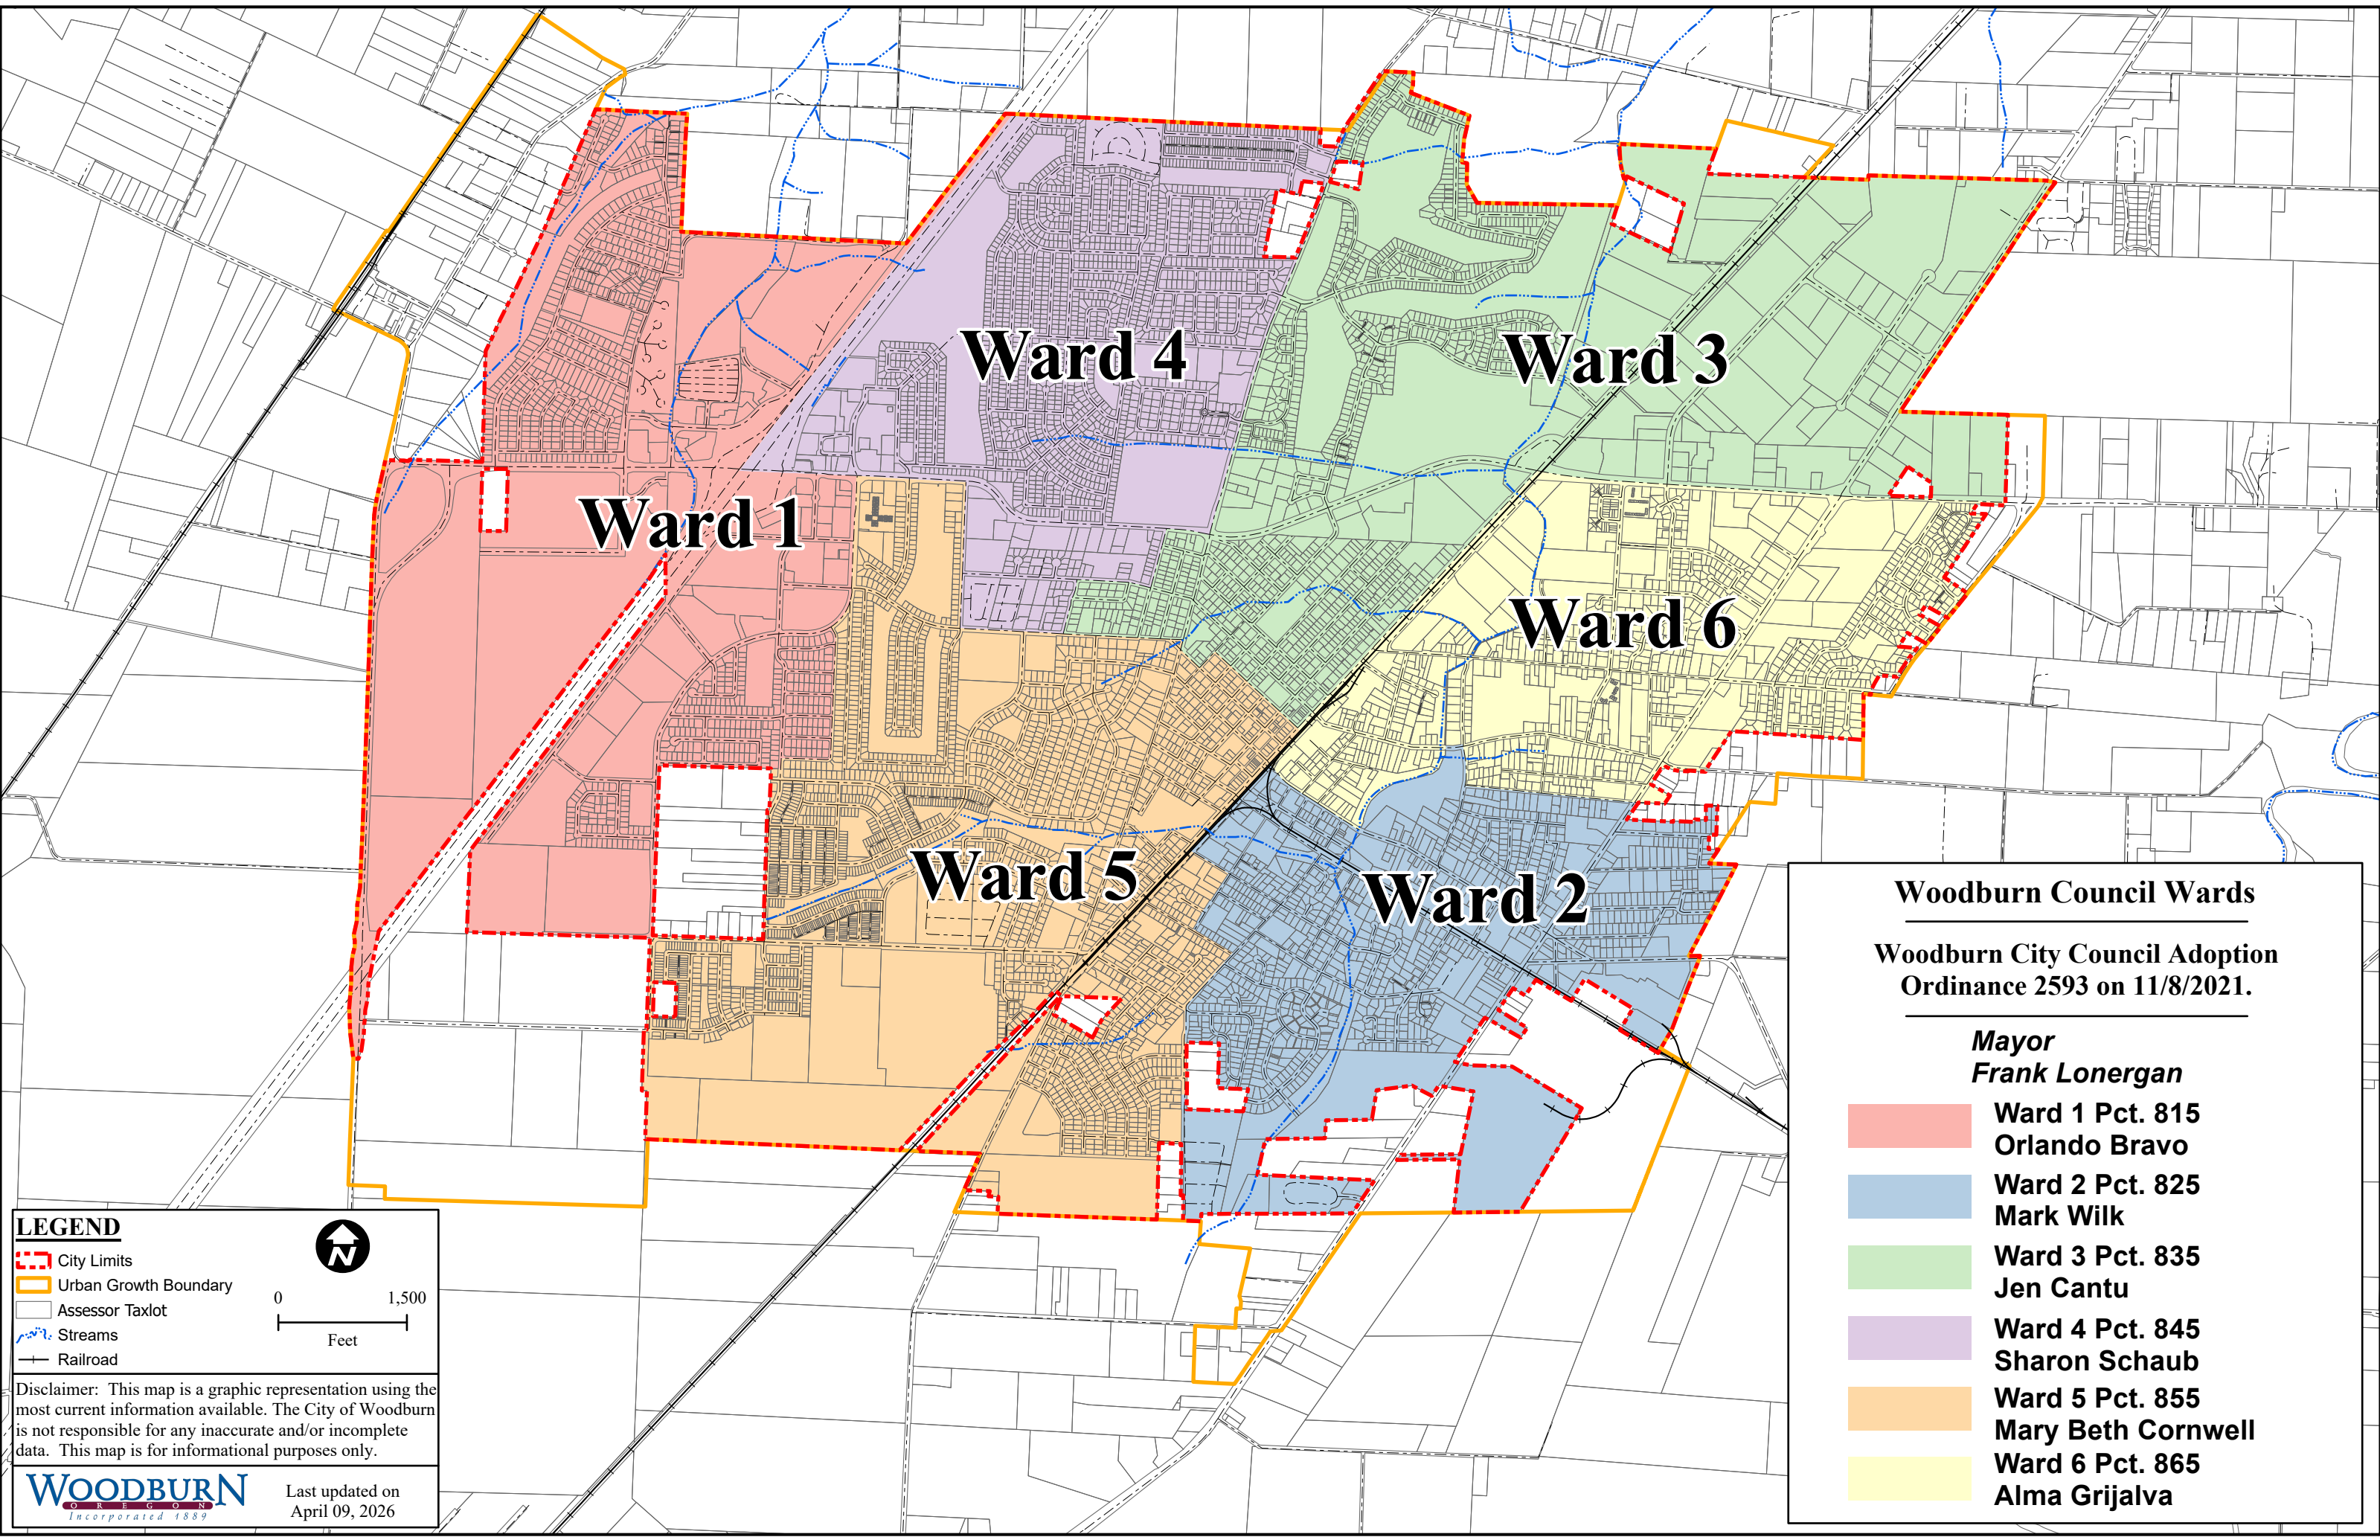 Ward 4
Ward 3
Ward 1
Ward 6
Ward 5
Ward 2
Woodburn Council Wards
Woodburn City Council Adoption
Ordinance 2593 on 11/8/2021.
Mayor
Frank Lonergan
Ward 1 Pct. 815
Orlando Bravo
Ward 2 Pct. 825
Mark Wilk
Ward 3 Pct. 835
Jen Cantu
Ward 4 Pct. 845
Sharon Schaub
Ward 5 Pct. 855
Mary Beth Cornwell
Ward 6 Pct. 865
Alma Grijalva
LEGEND
City Limits
Urban Growth Boundary
Assessor Taxlot
Streams
Railroad
N
0 1,500
Feet
Disclaimer: This map is a graphic representation using the
most current information available. The City of Woodburn
is not responsible for any inaccurate and/or incomplete
data. This map is for informational purposes only.
WOODBURN
OREGON
Incorporated 1889
Last updated on
April 09, 2026